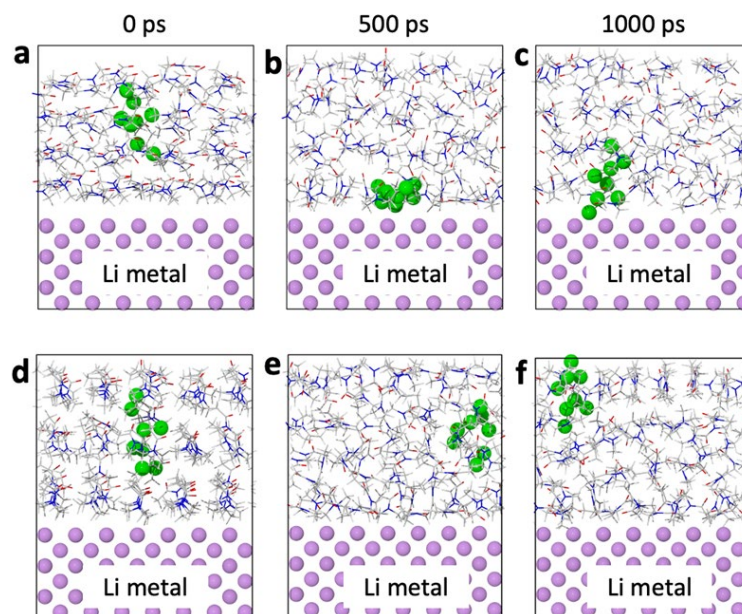 0 ps 500 ps 1000 ps
a b c
Li metal Li metal Li metal
d e f
Li metal Li metal Li metal